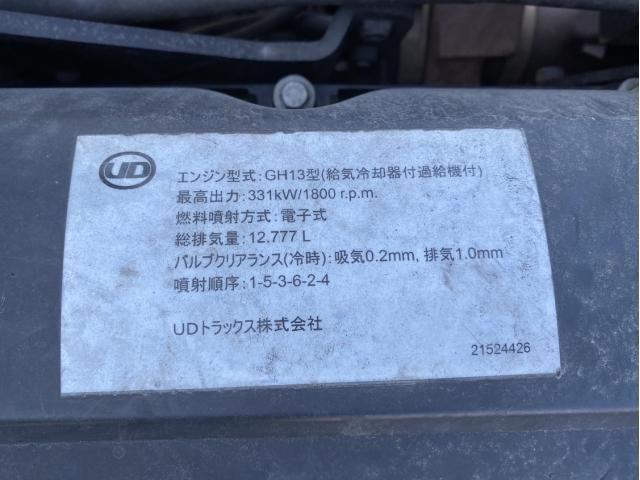 UD
エンジン型式:GH13型(給気冷却器付過給機付)
最高出力:331kW/1800 r.p.m.
燃料噴射方式:電子式
総排気量:12.777 L
バルブクリアランス(冷時):吸気0.2mm, 排気1.0mm
噴射順序:1-5-3-6-2-4
UDトラックス株式会社
21524426